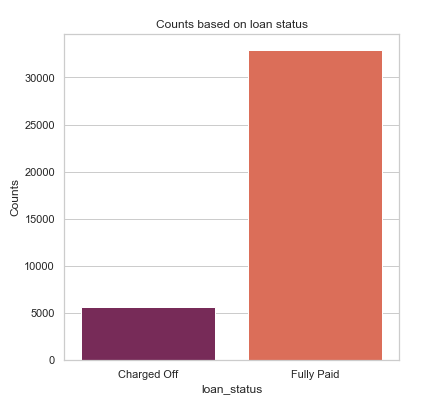 Counts based on loan status
30000
25000
20000
15000
10000
5000
0
Counts
Charged Off
Fully Paid
loan_status